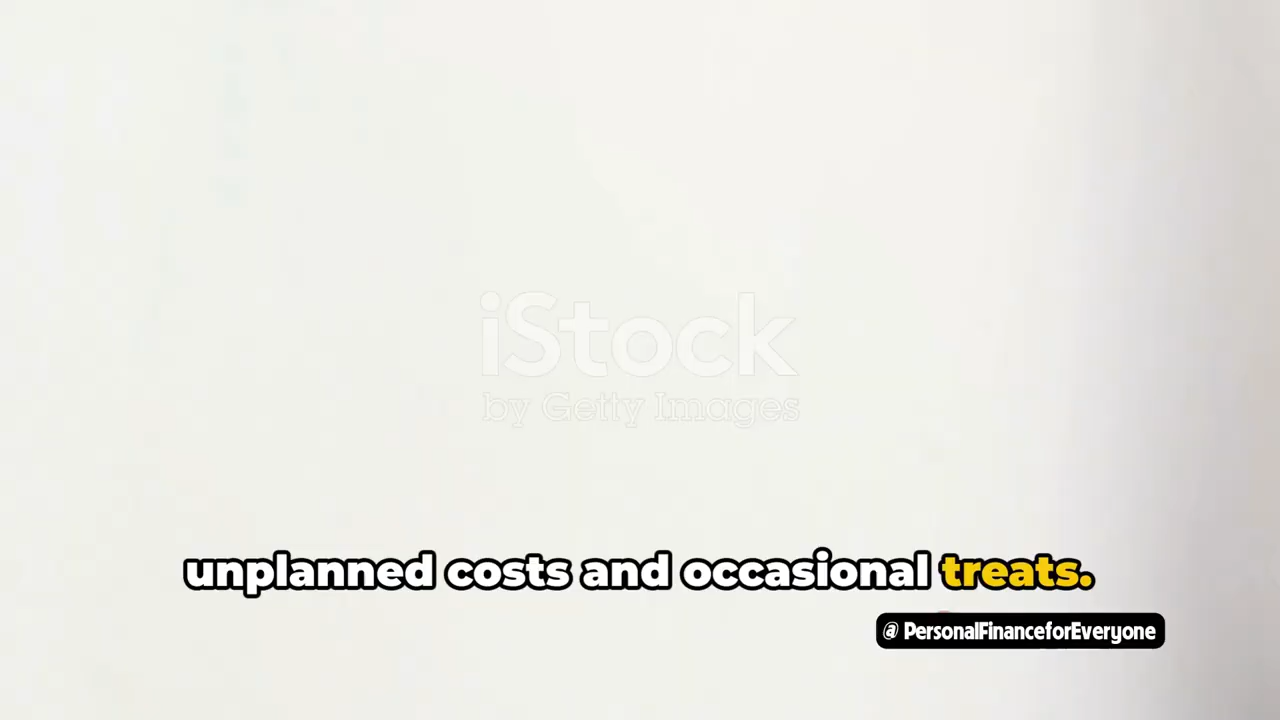 iStock
by Getty Images
unplanned costs and occasional treats.
@ PersonalFinanceforEveryone